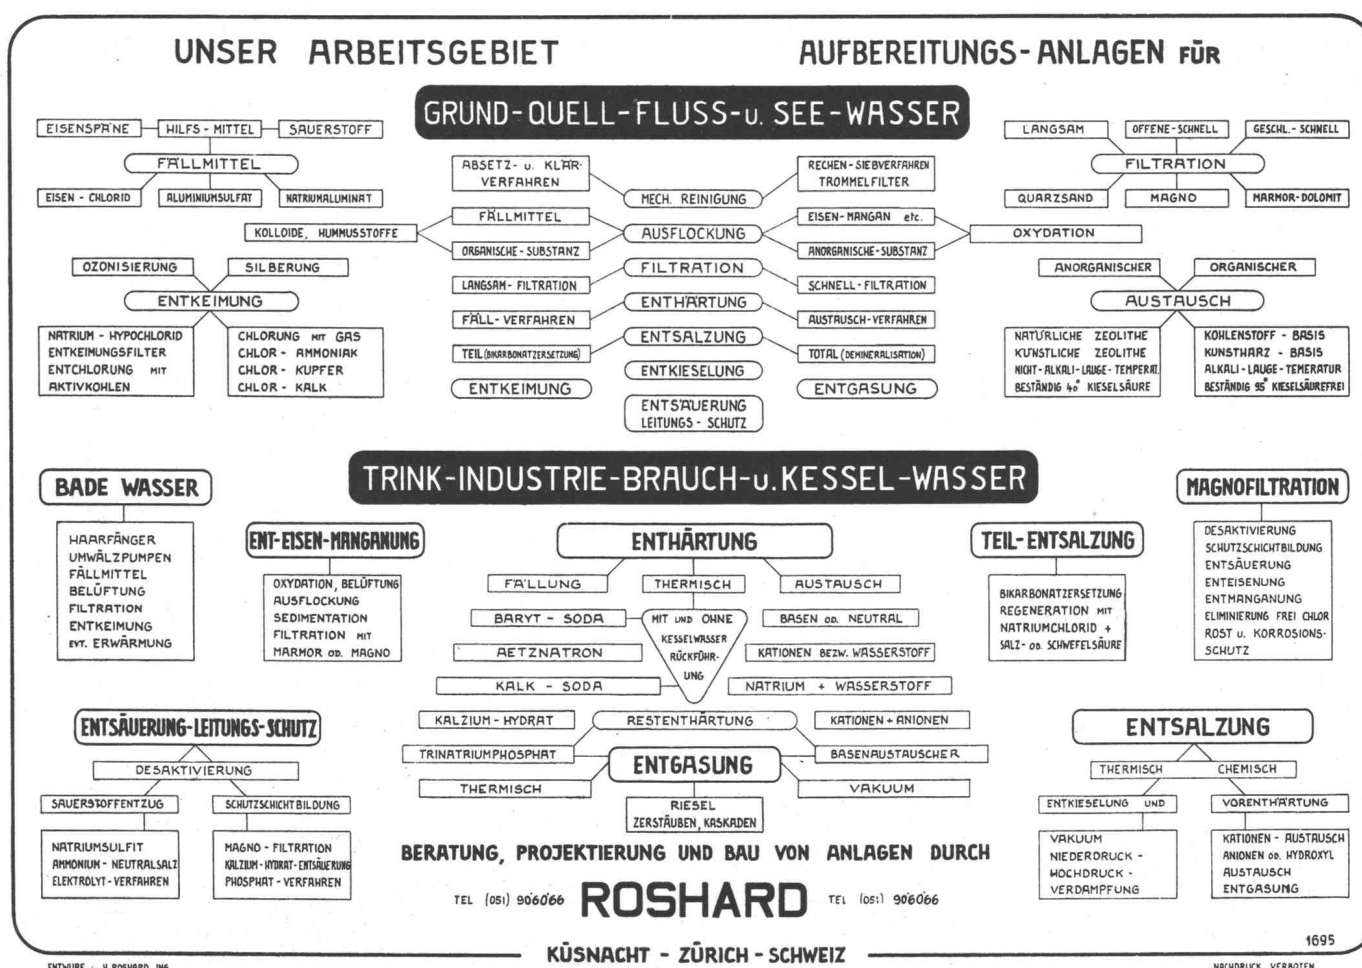 UNSER ARBEITSGEBIET
AUFBEREITUNGS-ANLAGEN FÜR
GRUND-QUELL-FLUSS-u. SEE-WASSER
EISENSPÄNE
HILFS-MITTEL
SAUERSTOFF
FÄLLMITTEL
EISEN-CHLORID
ALUMINIUMSULFAT
NATRIUMALUMINAT
KOLLOIDE, HUMMUSSTOFFE
OZONISIERUNG
SILBERUNG
ENTKEIMUNG
NATRIUM-HYPOCHLORID
ENTKEIMUNGSFILTER
ENTCHLORUNG MIT
AKTIVKOHLEN
CHLORUNG MIT GAS
CHLOR-AMMONIAK
CHLOR-KUPFER
CHLOR-KALK
ABSETZ- u. KLÄR-
VERFAHREN
MECH. REINIGUNG
RECHEN-SIEBVERFAHREN
TROMMELFILTER
FÄLLMITTEL
AUSFLOCKUNG
EISEN-MANGAN etc.
ORGANISCHE-SUBSTANZ
ANORGANISCHE-SUBSTANZ
FILTRATION
LANGSAM-FILTRATION
SCHNELL-FILTRATION
ENTHÄRTUNG
FÄLL-VERFAHREN
AUSTAUSCH-VERFAHREN
ENTSALZUNG
TEIL (BIKARBONATZERSETZUNG)
TOTAL (DEMINERALISATION)
ENTKIESELUNG
ENTKEIMUNG
ENTGASUNG
ENTSÄUERUNG
LEITUNGS-SCHUTZ
LANGSAM
OFFENE-SCHNELL
GESCHL.-SCHNELL
FILTRATION
QUARZSAND
MAGNO
MARMOR-DOLOMIT
OXYDATION
ANORGANISCHER
ORGANISCHER
AUSTAUSCH
NATÜRLICHE ZEOLITHE
KÜNSTLICHE ZEOLITHE
NICHT-ALKALI-LAUGE-TEMPERAT.
BESTÄNDIG 40° KIESELSÄURE
KOHLENSTOFF-BASIS
KUNSTHARZ-BASIS
ALKALI-LAUGE-TEMERATUR
BESTÄNDIG 95° KIESELSÄUREFREI
TRINK-INDUSTRIE-BRAUCH-u.KESSEL-WASSER
BADE WASSER
HAARFÄNGER
UMWÄLZPUMPEN
FÄLLMITTEL
BELÜFTUNG
FILTRATION
ENTKEIMUNG
EVT. ERWÄRMUNG
ENT-EISEN-MANGANUNG
OXYDATION, BELÜFTUNG
AUSFLOCKUNG
SEDIMENTATION
FILTRATION MIT
MARMOR OD. MAGNO
ENTHÄRTUNG
FÄLLUNG
THERMISCH
AUSTAUSCH
BARYT-SODA
MIT UND OHNE
KESSELWASSER
RÜCKFÜHR-
UNG
BASEN OD. NEUTRAL
AETZNATRON
KATIONEN BEZW. WASSERSTOFF
KALK-SODA
NATRIUM + WASSERSTOFF
KALZIUM-HYDRAT
RESTENTHÄRTUNG
KATIONEN + ANIONEN
TRINATRIUMPHOSPHAT
BASENAUSTAUSCHER
ENTGASUNG
THERMISCH
VAKUUM
RIESEL
ZERSTÄUBEN, KASKADEN
TEIL-ENTSALZUNG
BIKARBONATZERSETZUNG
REGENERATION MIT
NATRIUMCHLORID +
SALZ- OD. SCHWEFELSÄURE
MAGNOFILTRATION
DESAKTIVIERUNG
SCHUTZSCHICHTBILDUNG
ENTSÄUERUNG
ENTEISENUNG
ENTMANGANUNG
ELIMINIERUNG FREI CHLOR
ROST u. KORROSIONS-
SCHUTZ
ENTSÄUERUNG-LEITUNGS-SCHUTZ
DESAKTIVIERUNG
SAUERSTOFFENTZUG
SCHUTZSCHICHTBILDUNG
NATRIUMSULFIT
AMMONIUM-NEUTRALSALZ
ELEKTROLYT-VERFAHREN
MAGNO-FILTRATION
KALZIUM-HYDRAT-ENTSÄUERUNG
PHOSPHAT-VERFAHREN
ENTSALZUNG
THERMISCH
CHEMISCH
ENTKIESELUNG UND
VORENTHÄRTUNG
VAKUUM
NIEDERDRUCK-
HOCHDRUCK-
VERDAMPFUNG
KATIONEN-AUSTAUSCH
ANIONEN OD. HYDROXYL
AUSTAUSCH
ENTGASUNG
BERATUNG, PROJEKTIERUNG UND BAU VON ANLAGEN DURCH
TEL (051) 906066
ROSHARD
TEL (051) 906066
KÜSNACHT - ZÜRICH - SCHWEIZ
1695
ENTWURF: H. ROSHARD ING.
NACHDRUCK VERBOTEN